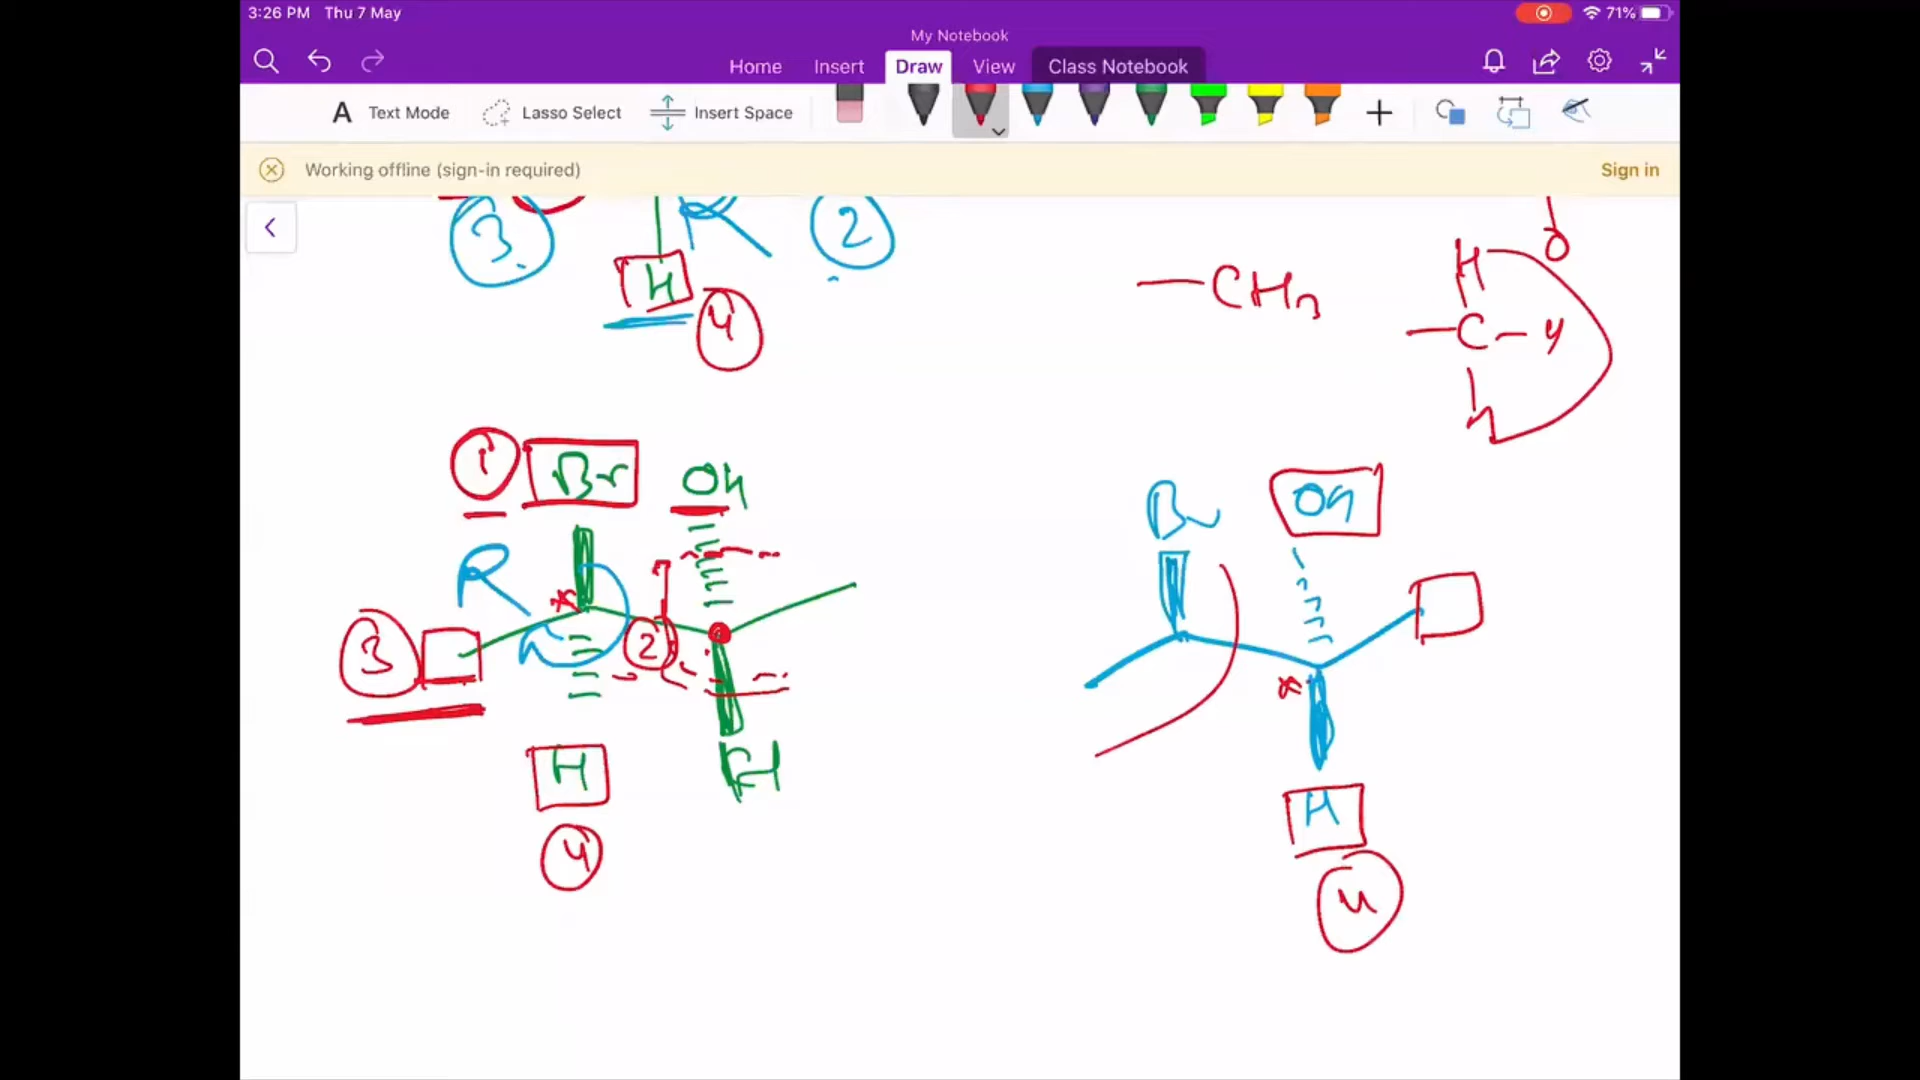 3:26 PM Thu 7 May
71%
My Notebook
Home Insert Draw View Class Notebook
A Text Mode Lasso Select Insert Space
Working offline (sign-in required) Sign in
3 R 2
H
4
—CH3
H
—C—H
1 Br OH
R
3 2
H H
4
Br OH
H
4